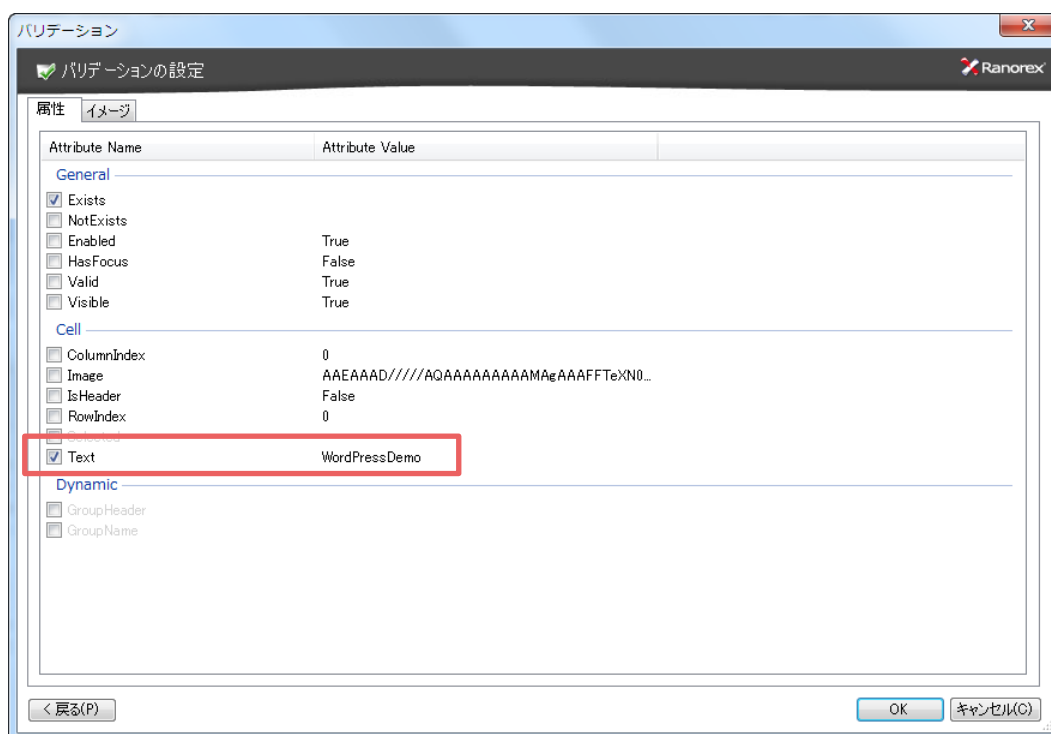 バリデーション
バリデーションの設定
Ranorex
属性 イメージ
Attribute Name Attribute Value
General
Exists
NotExists
Enabled True
HasFocus False
Valid True
Visible True
Cell
ColumnIndex 0
Image AAEAAAD/////AQAAAAAAAAAMAgAAAFFTeXN0...
IsHeader False
RowIndex 0
Selected
Text WordPressDemo
Dynamic
GroupHeader
GroupName
< 戻る(P) OK キャンセル(C)